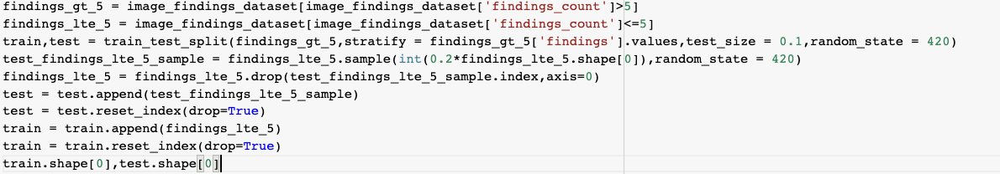 findings_gt_5 = image_findings_dataset[image_findings_dataset['findings_count']>5]
findings_lte_5 = image_findings_dataset[image_findings_dataset['findings_count']<=5]
train,test = train_test_split(findings_gt_5,stratify = findings_gt_5['findings'].values,test_size = 0.1,random_state = 420)
test_findings_lte_5_sample = findings_lte_5.sample(int(0.2*findings_lte_5.shape[0]),random_state = 420)
findings_lte_5 = findings_lte_5.drop(test_findings_lte_5_sample.index,axis=0)
test = test.append(test_findings_lte_5_sample)
test = test.reset_index(drop=True)
train = train.append(findings_lte_5)
train = train.reset_index(drop=True)
train.shape[0],test.shape[0]